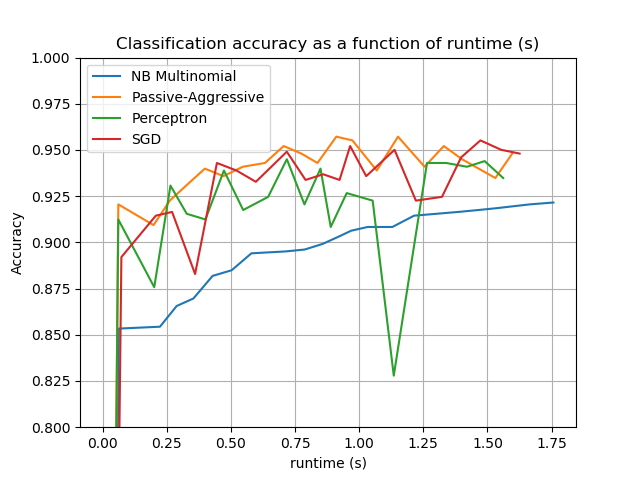 Classification accuracy as a function of runtime (s)
NB Multinomial
Passive-Aggressive
Perceptron
SGD
Accuracy
1.000
0.975
0.950
0.925
0.900
0.875
0.850
0.825
0.800
0.00 0.25 0.50 0.75 1.00 1.25 1.50 1.75
runtime (s)